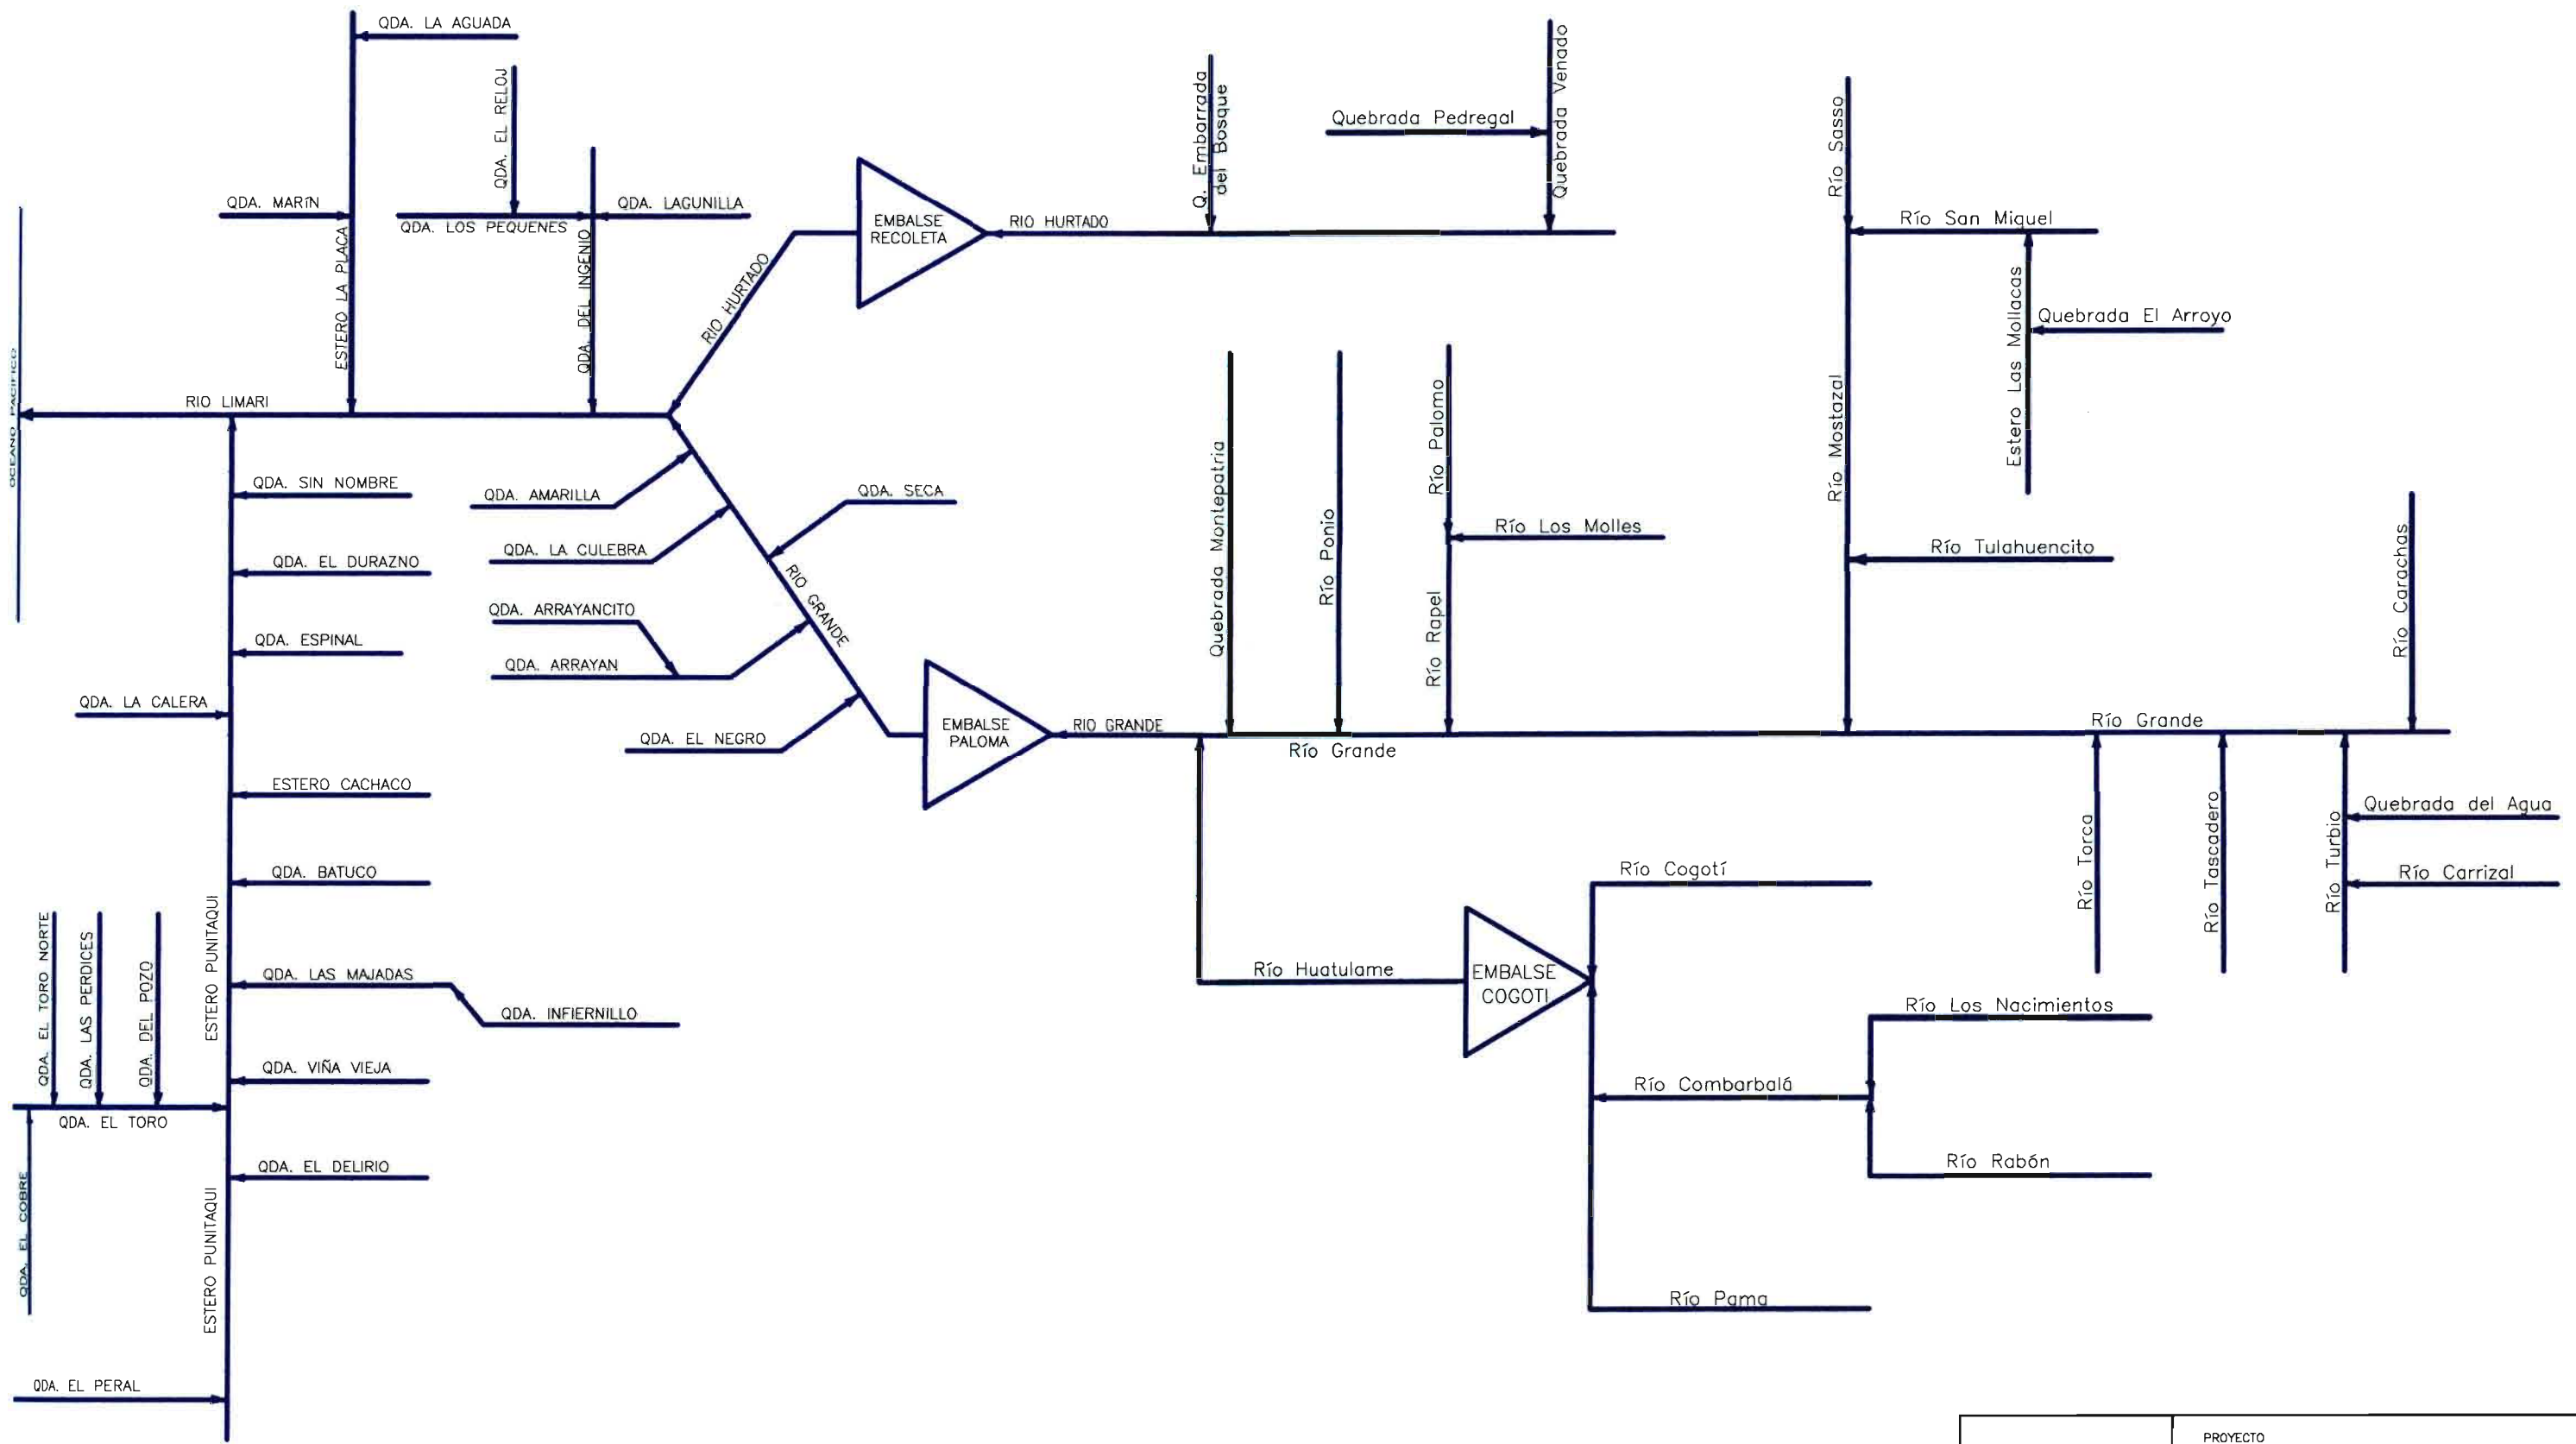 QDA. LA AGUADA
QDA. EL RELOJ
QDA. MARíN
QDA. LOS PEQUENES
QDA. LAGUNILLA
ESTERO LA PLACA
QDA. DEL INGENIO
OCEANO PACIFICO
RIO LIMARI
RIO HURTADO
EMBALSE
RECOLETA
RIO HURTADO
Q. Embarrada
del Bosque
Quebrada Pedregal
Quebrada Venado
Río Sasso
Río San Miguel
Estero Las Mollacas
Quebrada El Arroyo
Río Mostazal
Río Tulahuencito
Río Carachas
QDA. SIN NOMBRE
QDA. EL DURAZNO
QDA. ESPINAL
QDA. LA CALERA
ESTERO CACHACO
QDA. BATUCO
ESTERO PUNITAQUI
QDA. LAS MAJADAS
QDA. INFIERNILLO
QDA. VIÑA VIEJA
QDA. EL TORO NORTE
QDA. LAS PERDICES
QDA. DEL POZO
QDA. EL TORO
QDA. EL COBRE
QDA. EL DELIRIO
ESTERO PUNITAQUI
QDA. EL PERAL
QDA. AMARILLA
QDA. LA CULEBRA
QDA. SECA
RIO GRANDE
QDA. ARRAYANCITO
QDA. ARRAYAN
QDA. EL NEGRO
EMBALSE
PALOMA
RIO GRANDE
Quebrada Montepatria
Río Ponio
Río Palomo
Río Los Molles
Río Rapel
Río Grande
Río Grande
Río Torca
Río Tascadero
Río Turbio
Quebrada del Agua
Río Carrizal
Río Cogotí
Río Huatulame
EMBALSE
COGOTI
Río Los Nacimientos
Río Combarbalá
Río Rabón
Río Pama
PROYECTO